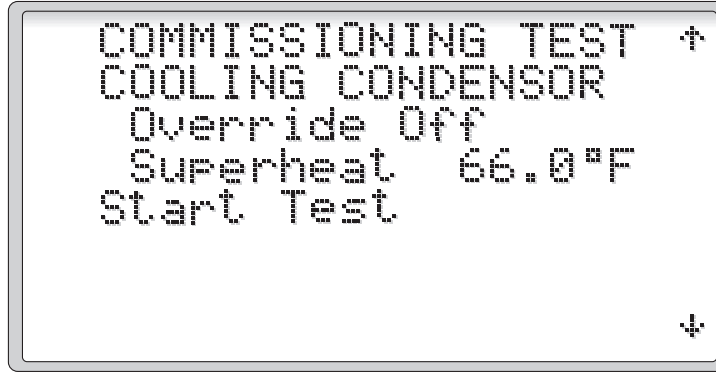 COMMISSIONING TEST ↑
COOLING CONDENSOR
Override Off
Superheat 66.0°F
Start Test
↓